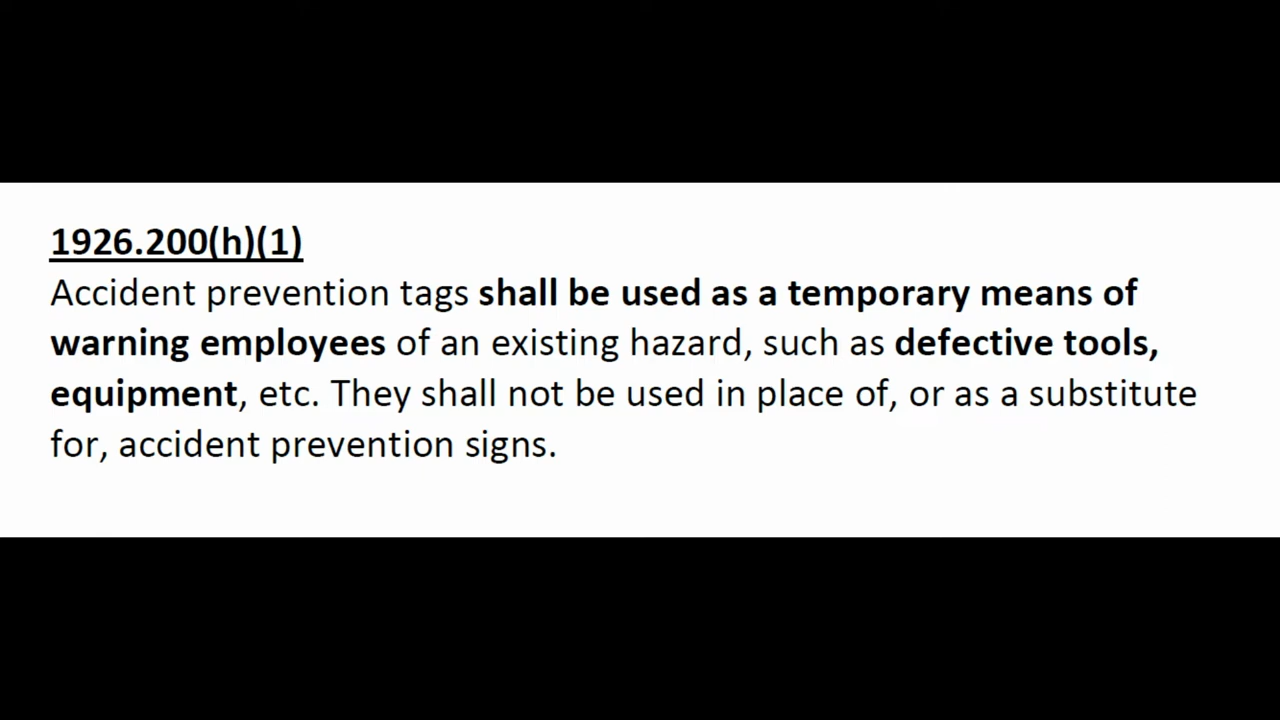 1926.200(h)(1)
Accident prevention tags shall be used as a temporary means of
warning employees of an existing hazard, such as defective tools,
equipment, etc. They shall not be used in place of, or as a substitute
for, accident prevention signs.